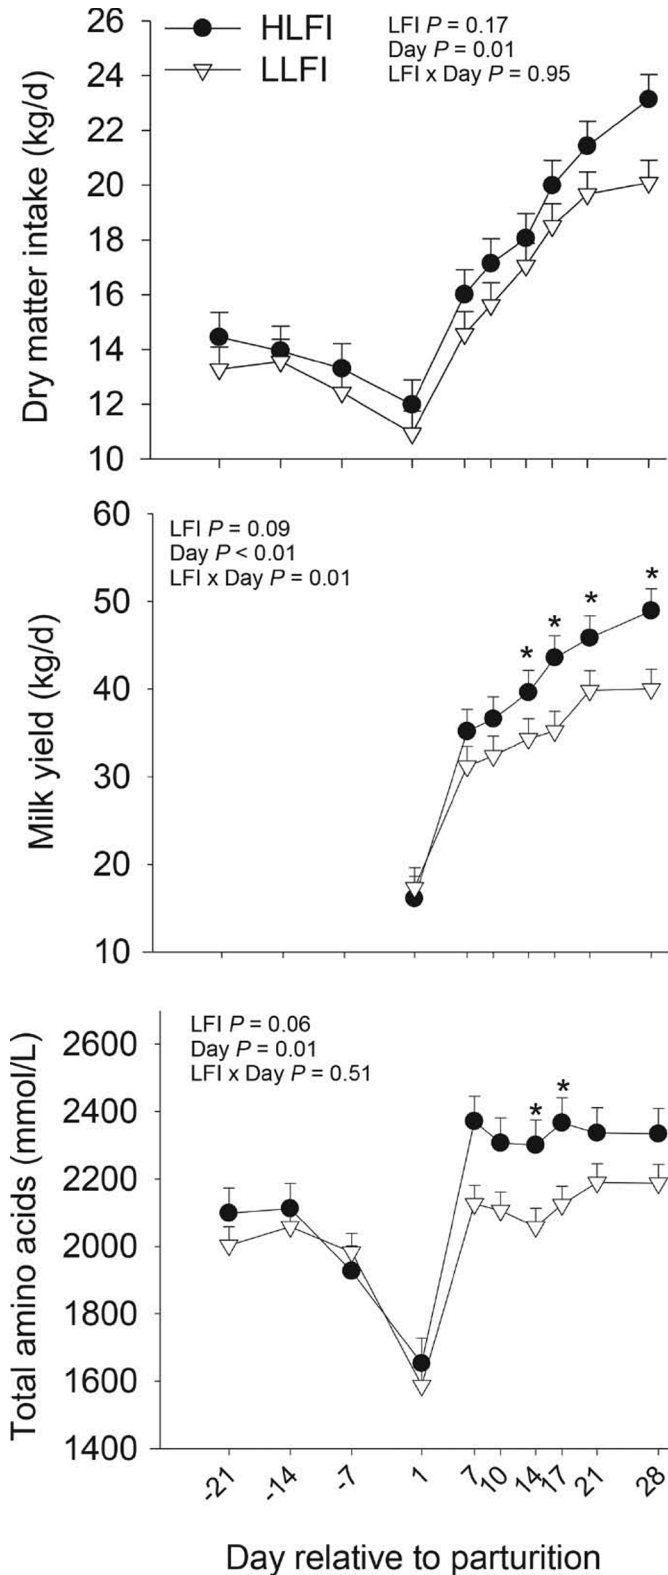 HLFI
LLFI
LFI P = 0.17
Day P = 0.01
LFI x Day P = 0.95
Dry matter intake (kg/d)
26
24
22
20
18
16
14
12
10
LFI P = 0.09
Day P < 0.01
LFI x Day P = 0.01
Milk yield (kg/d)
60
50
40
30
20
10
* * * *
LFI P = 0.06
Day P = 0.01
LFI x Day P = 0.51
Total amino acids (mmol/L)
2600
2400
2200
2000
1800
1600
1400
* *
-21 -14 -7 1 7 10 14 17 21 28
Day relative to parturition